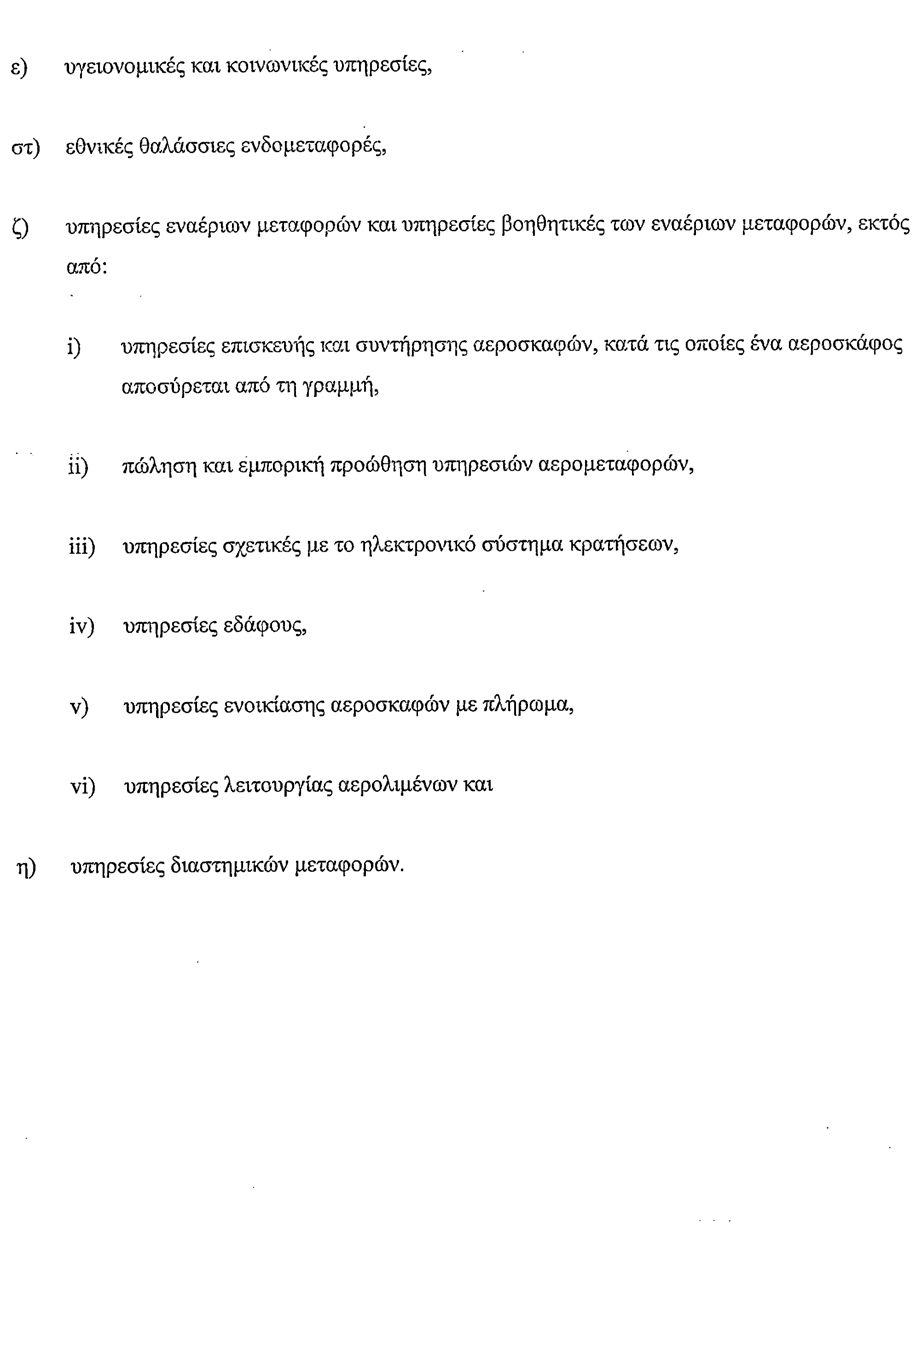 ε) υγειονομικές και κοινωνικές υπηρεσίες,
στ) εθνικές θαλάσσιες ενδομεταφορές,
ζ) υπηρεσίες εναέριων μεταφορών και υπηρεσίες βοηθητικές των εναέριων μεταφορών, εκτός
από:
i) υπηρεσίες επισκευής και συντήρησης αεροσκαφών, κατά τις οποίες ένα αεροσκάφος
αποσύρεται από τη γραμμή,
ii) πώληση και εμπορική προώθηση υπηρεσιών αερομεταφορών,
iii) υπηρεσίες σχετικές με το ηλεκτρονικό σύστημα κρατήσεων,
iv) υπηρεσίες εδάφους,
v) υπηρεσίες ενοικίασης αεροσκαφών με πλήρωμα,
vi) υπηρεσίες λειτουργίας αερολιμένων και
η) υπηρεσίες διαστημικών μεταφορών.